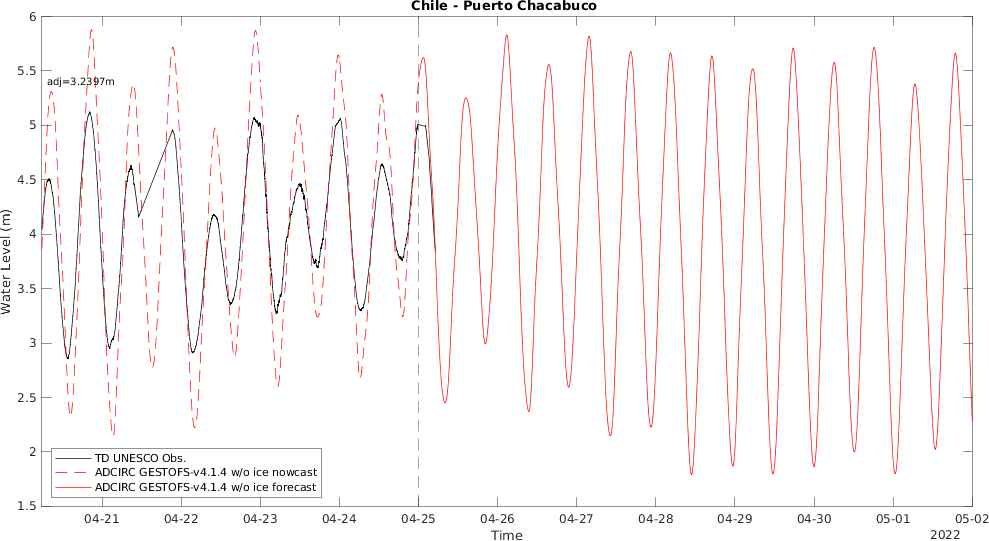 Chile - Puerto Chacabuco
Water Level (m)
6
5.5
5
4.5
4
3.5
3
2.5
2
1.5
adj=3.2397m
TD UNESCO Obs.
ADCIRC GESTOFS-v4.1.4 w/o ice nowcast
ADCIRC GESTOFS-v4.1.4 w/o ice forecast
04-21 04-22 04-23 04-24 04-25 04-26 04-27 04-28 04-29 04-30 05-01 05-02
Time
2022